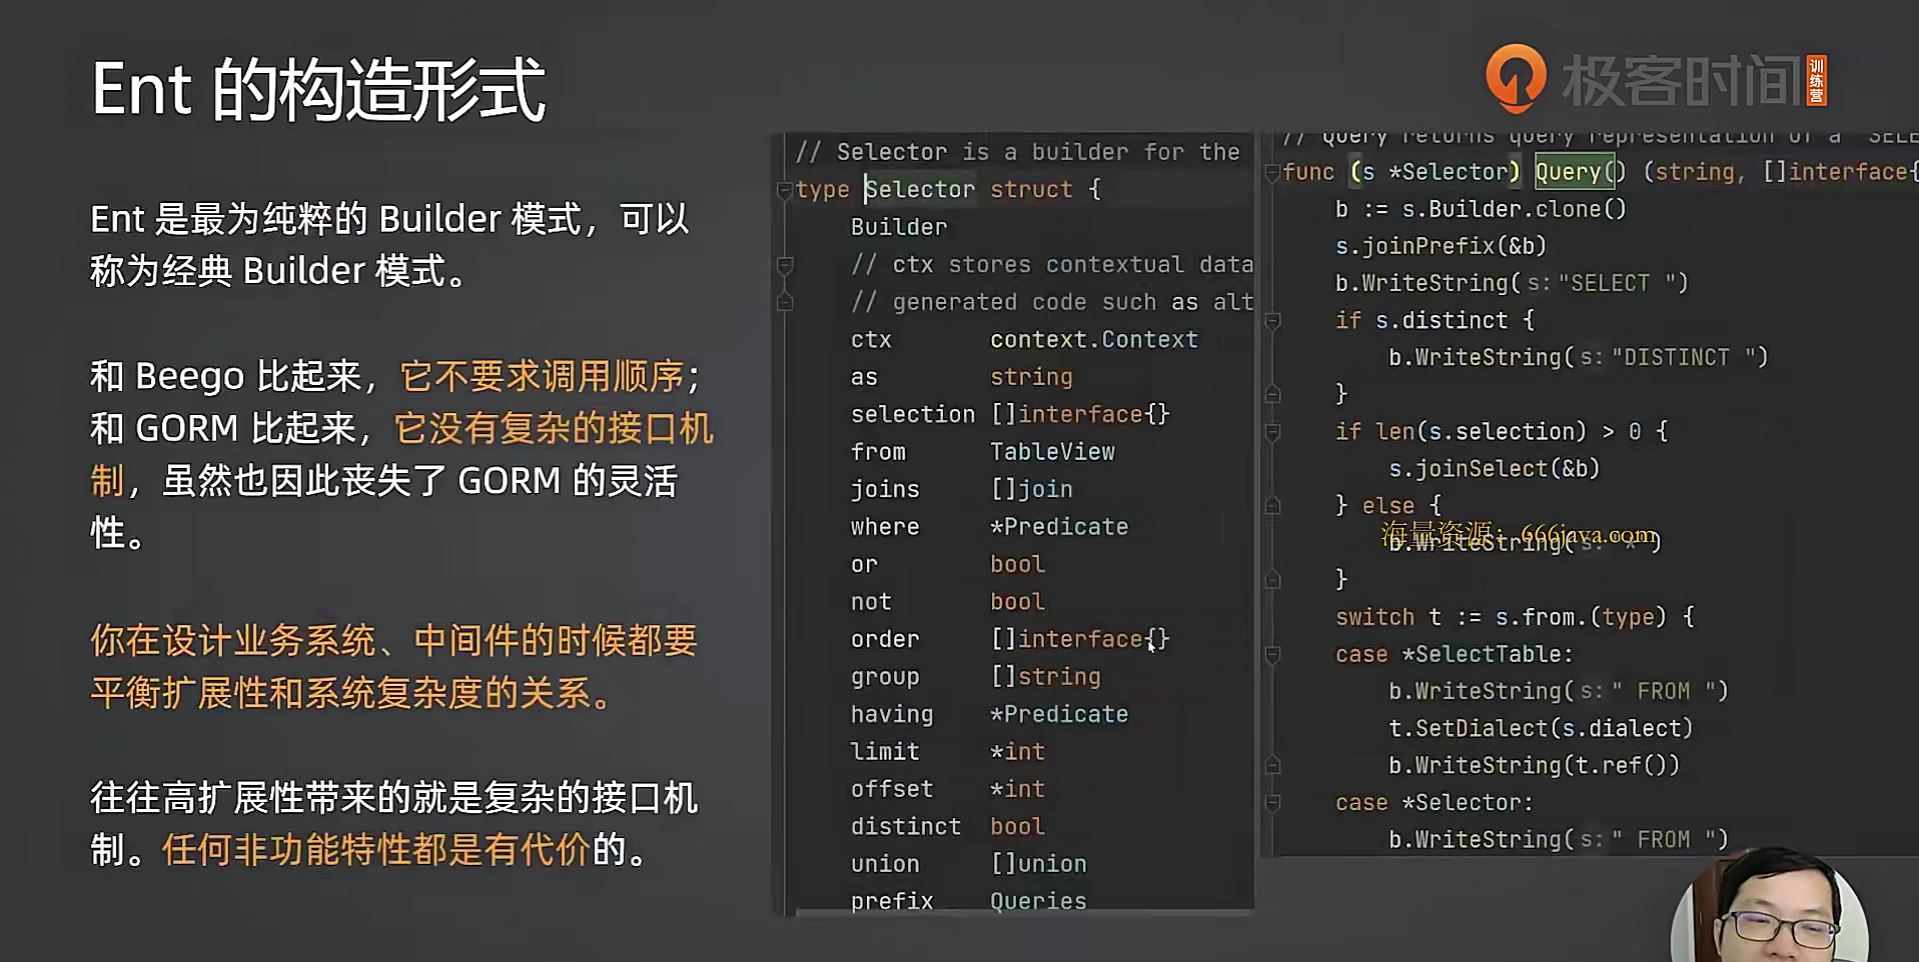 Ent 的构造形式
极客时间
训练营
Ent 是最为纯粹的 Builder 模式，可以
称为经典 Builder 模式。
和 Beego 比起来，它不要求调用顺序；
和 GORM 比起来，它没有复杂的接口机
制，虽然也因此丧失了 GORM 的灵活
性。
你在设计业务系统、中间件的时候都要
平衡扩展性和系统复杂度的关系。
往往高扩展性带来的就是复杂的接口机
制。任何非功能特性都是有代价的。
// Selector is a builder for the
type Selector struct {
Builder
// ctx stores contextual data
// generated code such as alt
ctx context.Context
as string
selection []interface{}
from TableView
joins []join
where *Predicate
or bool
not bool
order []interface{}
group []string
having *Predicate
limit *int
offset *int
distinct bool
union []union
prefix Queries
// Query returns query representation of a `SELE
func (s *Selector) Query() (string, []interface{
b := s.Builder.clone()
s.joinPrefix(&b)
b.WriteString( s: "SELECT ")
if s.distinct {
b.WriteString( s: "DISTINCT ")
}
if len(s.selection) > 0 {
s.joinSelect(&b)
} else {
b.WriteString( s: "*")
海量资源：666java.com
}
switch t := s.from.(type) {
case *SelectTable:
b.WriteString( s: " FROM ")
t.SetDialect(s.dialect)
b.WriteString(t.ref())
case *Selector:
b.WriteString( s: " FROM ")